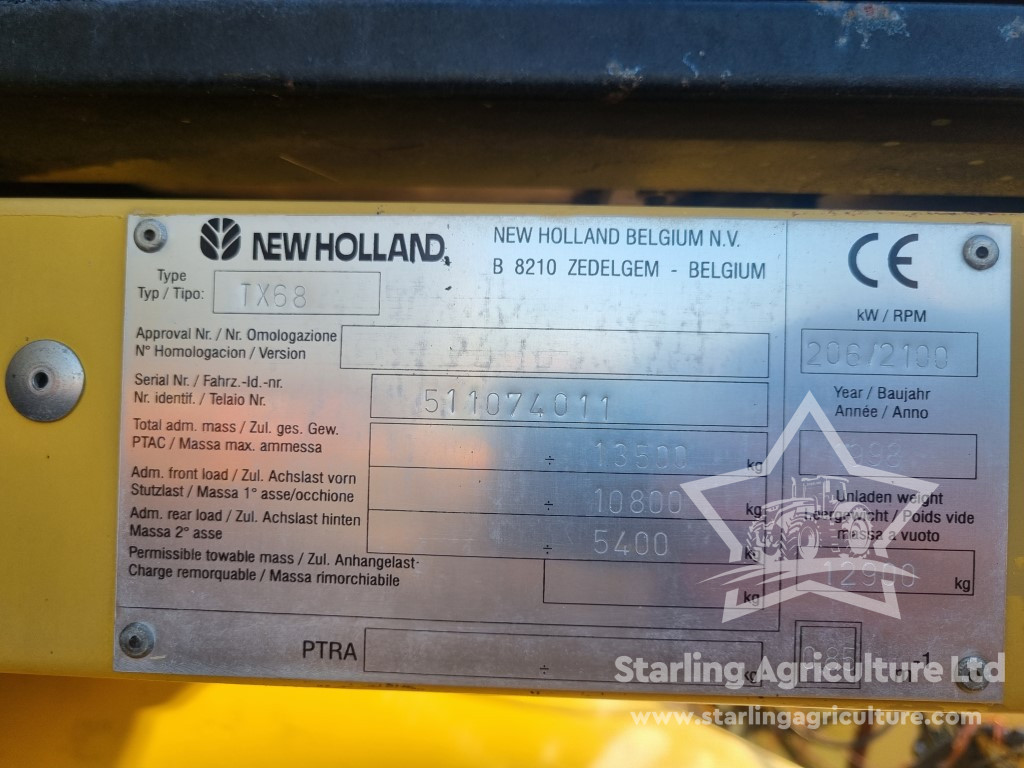 NEW HOLLAND
NEW HOLLAND BELGIUM N.V.
B 8210 ZEDELGEM - BELGIUM
CE
Type
Typ / Tipo:
TX68
kW / RPM
206/2100
Approval Nr. / Nr. Omologazione
N° Homologacion / Version
Serial Nr. / Fahrz.-Id.-nr.
Nr. identif. / Telaio Nr.
511074011
Year / Baujahr
Année / Anno
Total adm. mass / Zul. ges. Gew.
PTAC / Massa max. ammessa
÷ 13500 kg
Adm. front load / Zul. Achslast vorn
Stutzlast / Massa 1° asse/occhione
÷ 10800 kg
Unladen weight
Leergewicht / Poids vide
massa a vuoto
12900 kg
Adm. rear load / Zul. Achslast hinten
Massa 2° asse
÷ 5400 kg
Permissible towable mass / Zul. Anhangelast-
Charge remorquable / Massa rimorchiabile
kg
PTRA
÷ kg
-1
Starling Agriculture Ltd
www.starlingagriculture.com